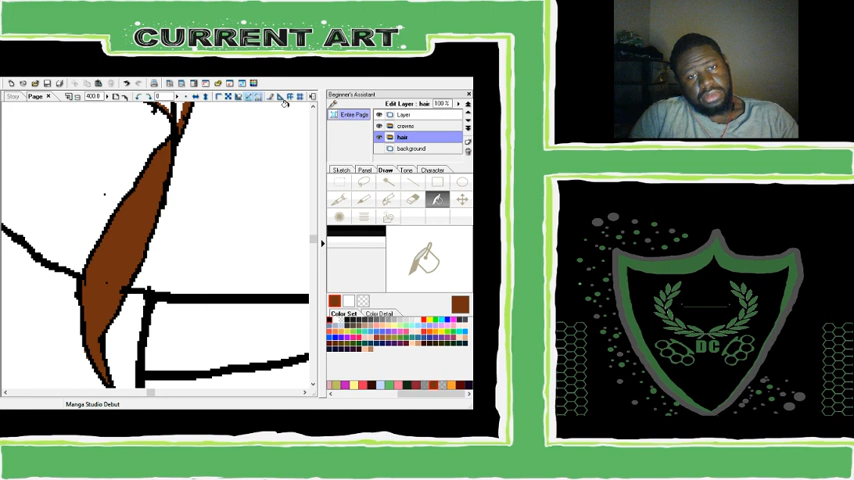 CURRENT ART
Story Page
400.0
0
Beginner's Assistant
Edit Layer : hair 100 %
Entire Page
Layer
crowns
hair
background
Sketch Panel Draw Tone Character
Color Set Color Detail
Manga Studio Debut
DC